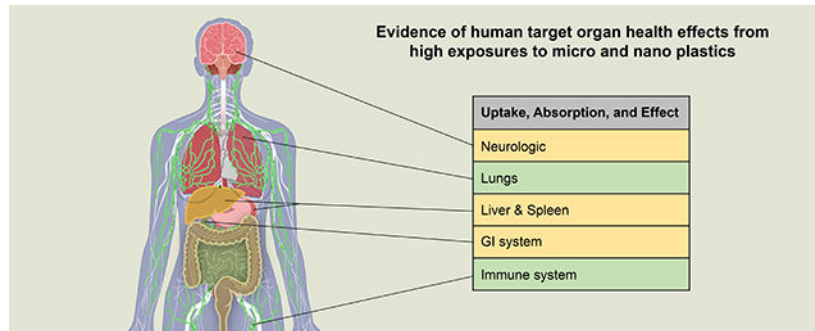 Evidence of human target organ health effects from
high exposures to micro and nano plastics
Uptake, Absorption, and Effect
Neurologic
Lungs
Liver & Spleen
GI system
Immune system